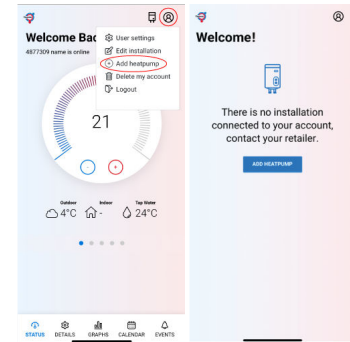 Welcome Bac
4877309 name is online
User settings
Edit installation
Add heatpump
Delete my account
Logout
21
-
+
Outdoor
4°C
Indoor
-
Tap Water
24°C
STATUS DETAILS GRAPHS CALENDAR EVENTS
Welcome!
There is no installation
connected to your account,
contact your retailer.
ADD HEATPUMP